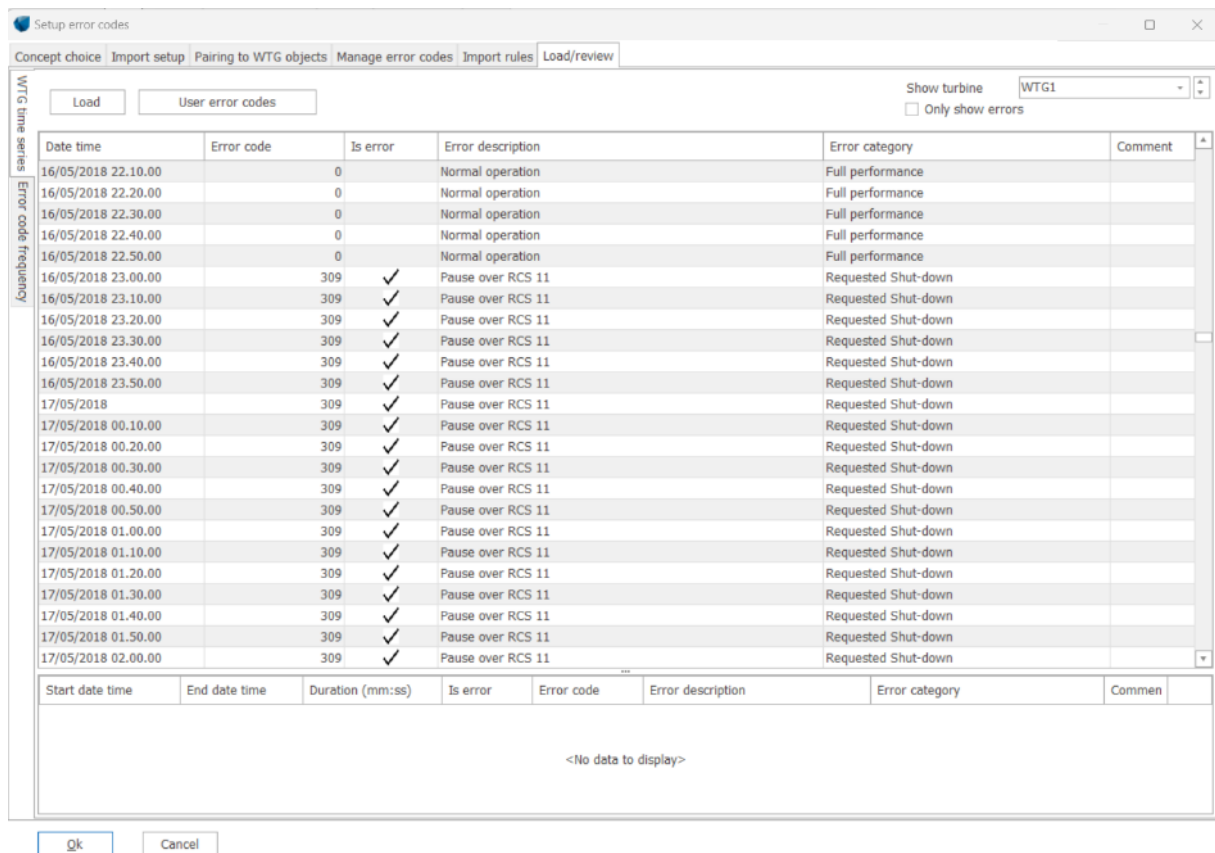 Setup error codes
Concept choice Import setup Pairing to WTG objects Manage error codes Import rules Load/review
WTG time series
Error code frequency
Load User error codes Show turbine WTG1
Only show errors
Date time Error code Is error Error description Error category Comment
16/05/2018 22.10.00 0 Normal operation Full performance
16/05/2018 22.20.00 0 Normal operation Full performance
16/05/2018 22.30.00 0 Normal operation Full performance
16/05/2018 22.40.00 0 Normal operation Full performance
16/05/2018 22.50.00 0 Normal operation Full performance
16/05/2018 23.00.00 309 ✓ Pause over RCS 11 Requested Shut-down
16/05/2018 23.10.00 309 ✓ Pause over RCS 11 Requested Shut-down
16/05/2018 23.20.00 309 ✓ Pause over RCS 11 Requested Shut-down
16/05/2018 23.30.00 309 ✓ Pause over RCS 11 Requested Shut-down
16/05/2018 23.40.00 309 ✓ Pause over RCS 11 Requested Shut-down
16/05/2018 23.50.00 309 ✓ Pause over RCS 11 Requested Shut-down
17/05/2018 309 ✓ Pause over RCS 11 Requested Shut-down
17/05/2018 00.10.00 309 ✓ Pause over RCS 11 Requested Shut-down
17/05/2018 00.20.00 309 ✓ Pause over RCS 11 Requested Shut-down
17/05/2018 00.30.00 309 ✓ Pause over RCS 11 Requested Shut-down
17/05/2018 00.40.00 309 ✓ Pause over RCS 11 Requested Shut-down
17/05/2018 00.50.00 309 ✓ Pause over RCS 11 Requested Shut-down
17/05/2018 01.00.00 309 ✓ Pause over RCS 11 Requested Shut-down
17/05/2018 01.10.00 309 ✓ Pause over RCS 11 Requested Shut-down
17/05/2018 01.20.00 309 ✓ Pause over RCS 11 Requested Shut-down
17/05/2018 01.30.00 309 ✓ Pause over RCS 11 Requested Shut-down
17/05/2018 01.40.00 309 ✓ Pause over RCS 11 Requested Shut-down
17/05/2018 01.50.00 309 ✓ Pause over RCS 11 Requested Shut-down
17/05/2018 02.00.00 309 ✓ Pause over RCS 11 Requested Shut-down
Start date time End date time Duration (mm:ss) Is error Error code Error description Error category Commen
<No data to display>
Ok Cancel